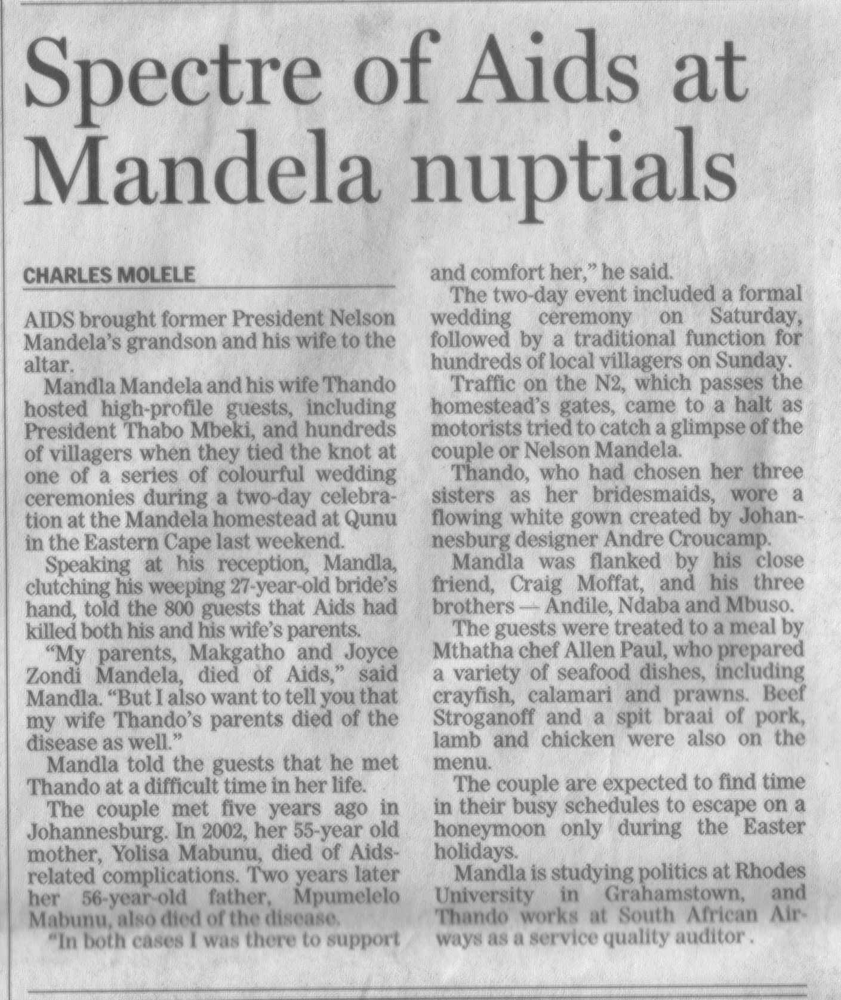 Spectre of Aids at
Mandela nuptials
CHARLES MOLELE
AIDS brought former President Nelson
Mandela's grandson and his wife to the
altar.
Mandla Mandela and his wife Thando
hosted high-profile guests, including
President Thabo Mbeki, and hundreds
of villagers when they tied the knot at
one of a series of colourful wedding
ceremonies during a two-day celebra-
tion at the Mandela homestead at Qunu
in the Eastern Cape last weekend.
Speaking at his reception, Mandla,
clutching his weeping 27-year-old bride's
hand, told the 800 guests that Aids had
killed both his and his wife's parents.
“My parents, Makgatho and Joyce
Zondi Mandela, died of Aids,” said
Mandla. “But I also want to tell you that
my wife Thando's parents died of the
disease as well.”
Mandla told the guests that he met
Thando at a difficult time in her life.
The couple met five years ago in
Johannesburg. In 2002, her 55-year old
mother, Yolisa Mabunu, died of Aids-
related complications. Two years later
her 56-year-old father, Mpumelelo
Mabunu, also died of the disease.
“In both cases I was there to support
and comfort her,” he said.
The two-day event included a formal
wedding ceremony on Saturday,
followed by a traditional function for
hundreds of local villagers on Sunday.
Traffic on the N2, which passes the
homestead's gates, came to a halt as
motorists tried to catch a glimpse of the
couple or Nelson Mandela.
Thando, who had chosen her three
sisters as her bridesmaids, wore a
flowing white gown created by Johan-
nesburg designer Andre Croucamp.
Mandla was flanked by his close
friend, Craig Moffat, and his three
brothers — Andile, Ndaba and Mbuso.
The guests were treated to a meal by
Mthatha chef Allen Paul, who prepared
a variety of seafood dishes, including
crayfish, calamari and prawns. Beef
Stroganoff and a spit braai of pork,
lamb and chicken were also on the
menu.
The couple are expected to find time
in their busy schedules to escape on a
honeymoon only during the Easter
holidays.
Mandla is studying politics at Rhodes
University in Grahamstown, and
Thando works at South African Air-
ways as a service quality auditor .